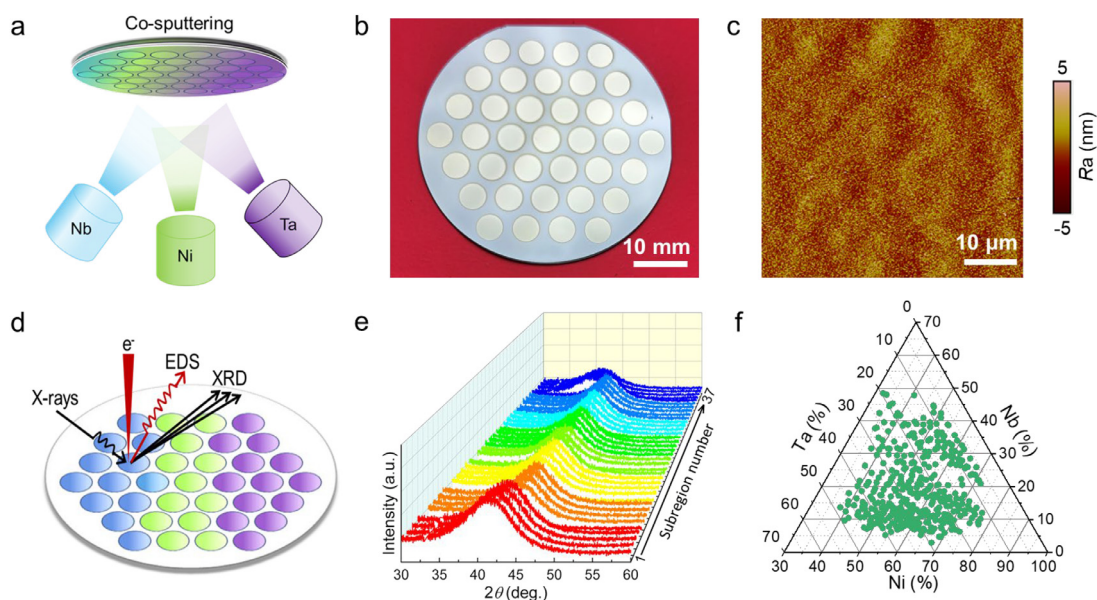 a
Co-sputtering
Nb
Ni
Ta
b
10 mm
c
10 µm
5
Ra (nm)
-5
d
e-
EDS
XRD
X-rays
e
Intensity (a.u.)
30 35 40 45 50 55 60
2θ (deg.)
1
37
Subregion number
f
0
70
10
60
20
50
30
40
40
30
50
20
60
10
70
0
Ta (%)
Nb (%)
30 40 50 60 70 80 90 100
Ni (%)